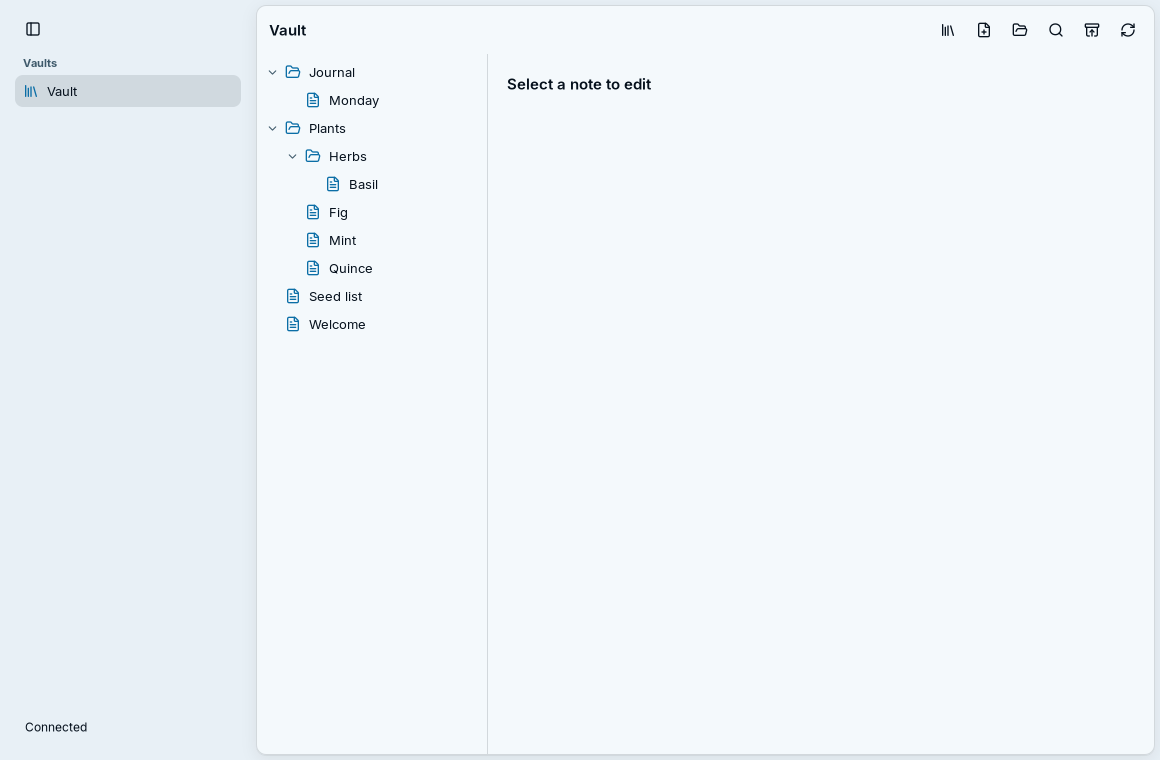 Vaults
Vault
Connected
Vault
Journal
Monday
Plants
Herbs
Basil
Fig
Mint
Quince
Seed list
Welcome
Select a note to edit